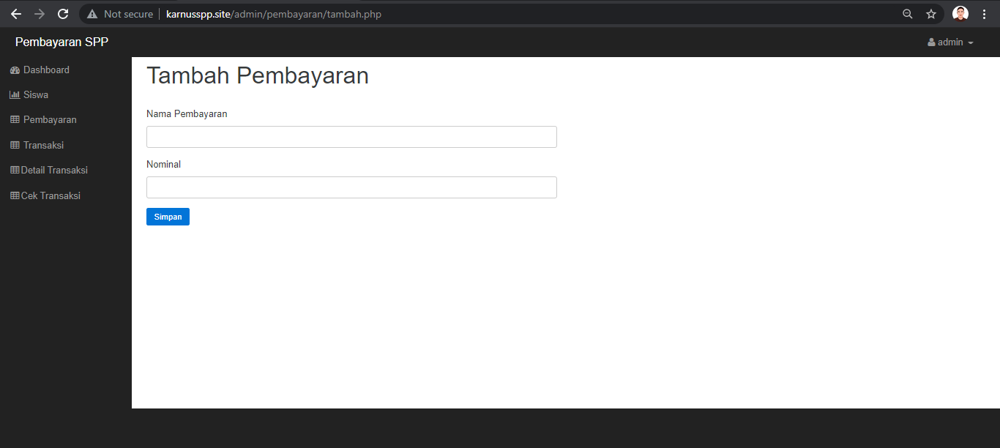 Not secure karnusspp.site/admin/pembayaran/tambah.php
Pembayaran SPP
admin
Dashboard
Siswa
Pembayaran
Transaksi
Detail Transaksi
Cek Transaksi
Tambah Pembayaran
Nama Pembayaran
Nominal
Simpan